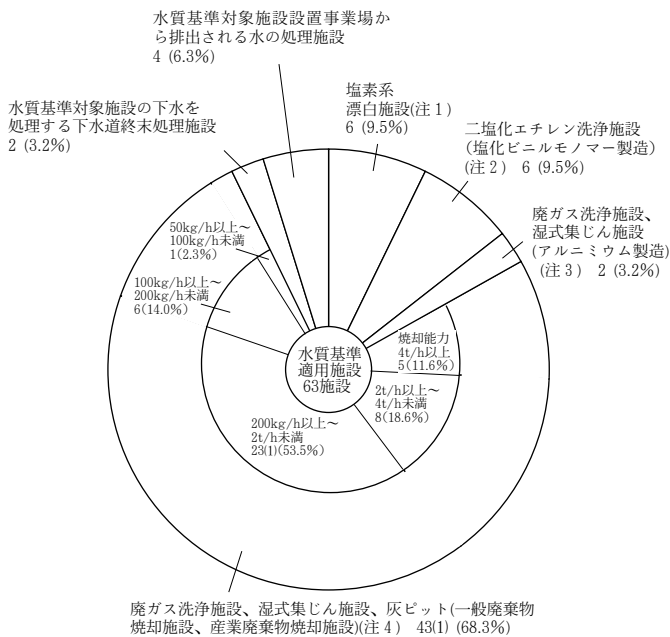 水質基準対象施設設置事業場か
ら排出される水の処理施設
4 (6.3%)
塩素系
漂白施設(注1)
6 (9.5%)
水質基準対象施設の下水を
処理する下水道終末処理施設
2 (3.2%)
二塩化エチレン洗浄施設
(塩化ビニルモノマー製造)
(注2) 6 (9.5%)
廃ガス洗浄施設、
湿式集じん施設
(アルニミウム製造)
(注3) 2 (3.2%)
50kg/h以上～
100kg/h未満
1(2.3%)
100kg/h以上～
200kg/h未満
6(14.0%)
水質基準
適用施設
63施設
焼却能力
4t/h以上
5(11.6%)
2t/h以上～
4t/h未満
8(18.6%)
200kg/h以上～
2t/h未満
23(1)(53.5%)
廃ガス洗浄施設、湿式集じん施設、灰ピット(一般廃棄物
焼却施設、産業廃棄物焼却施設)(注4) 43(1) (68.3%)